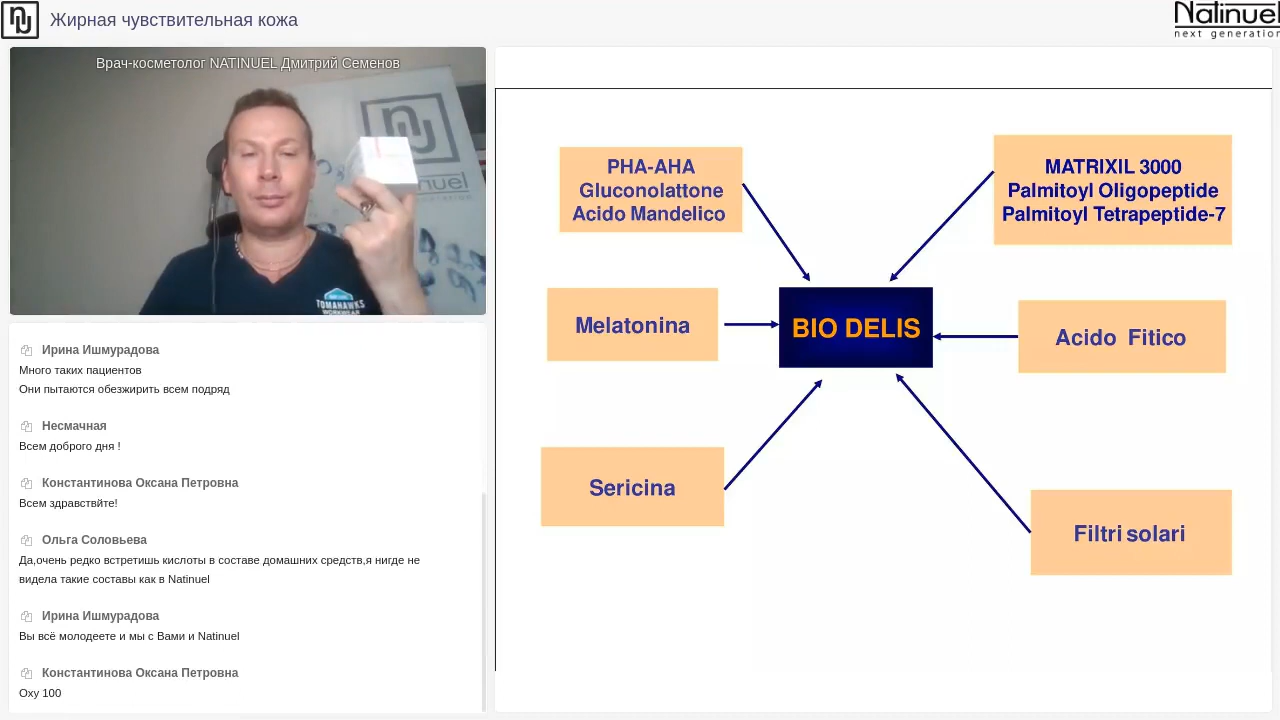 Жирная чувствительная кожа
Natinuel
next generation
Врач-косметолог NATINUEL Дмитрий Семенов
TOMAHAWKS
Ирина Ишмурадова
Много таких пациентов
Они пытаются обезжирить всем подряд
Несмачная
Всем доброго дня !
Константинова Оксана Петровна
Всем здравствйте!
Ольга Соловьева
Да,очень редко встретишь кислоты в составе домашних средств,я нигде не
видела такие составы как в Natinuel
Ирина Ишмурадова
Вы всё молодеете и мы с Вами и Natinuel
Константинова Оксана Петровна
Оху 100
PHA-AHA
Gluconolattone
Acido Mandelico
MATRIXIL 3000
Palmitoyl Oligopeptide
Palmitoyl Tetrapeptide-7
Melatonina
BIO DELIS
Acido Fitico
Sericina
Filtri solari